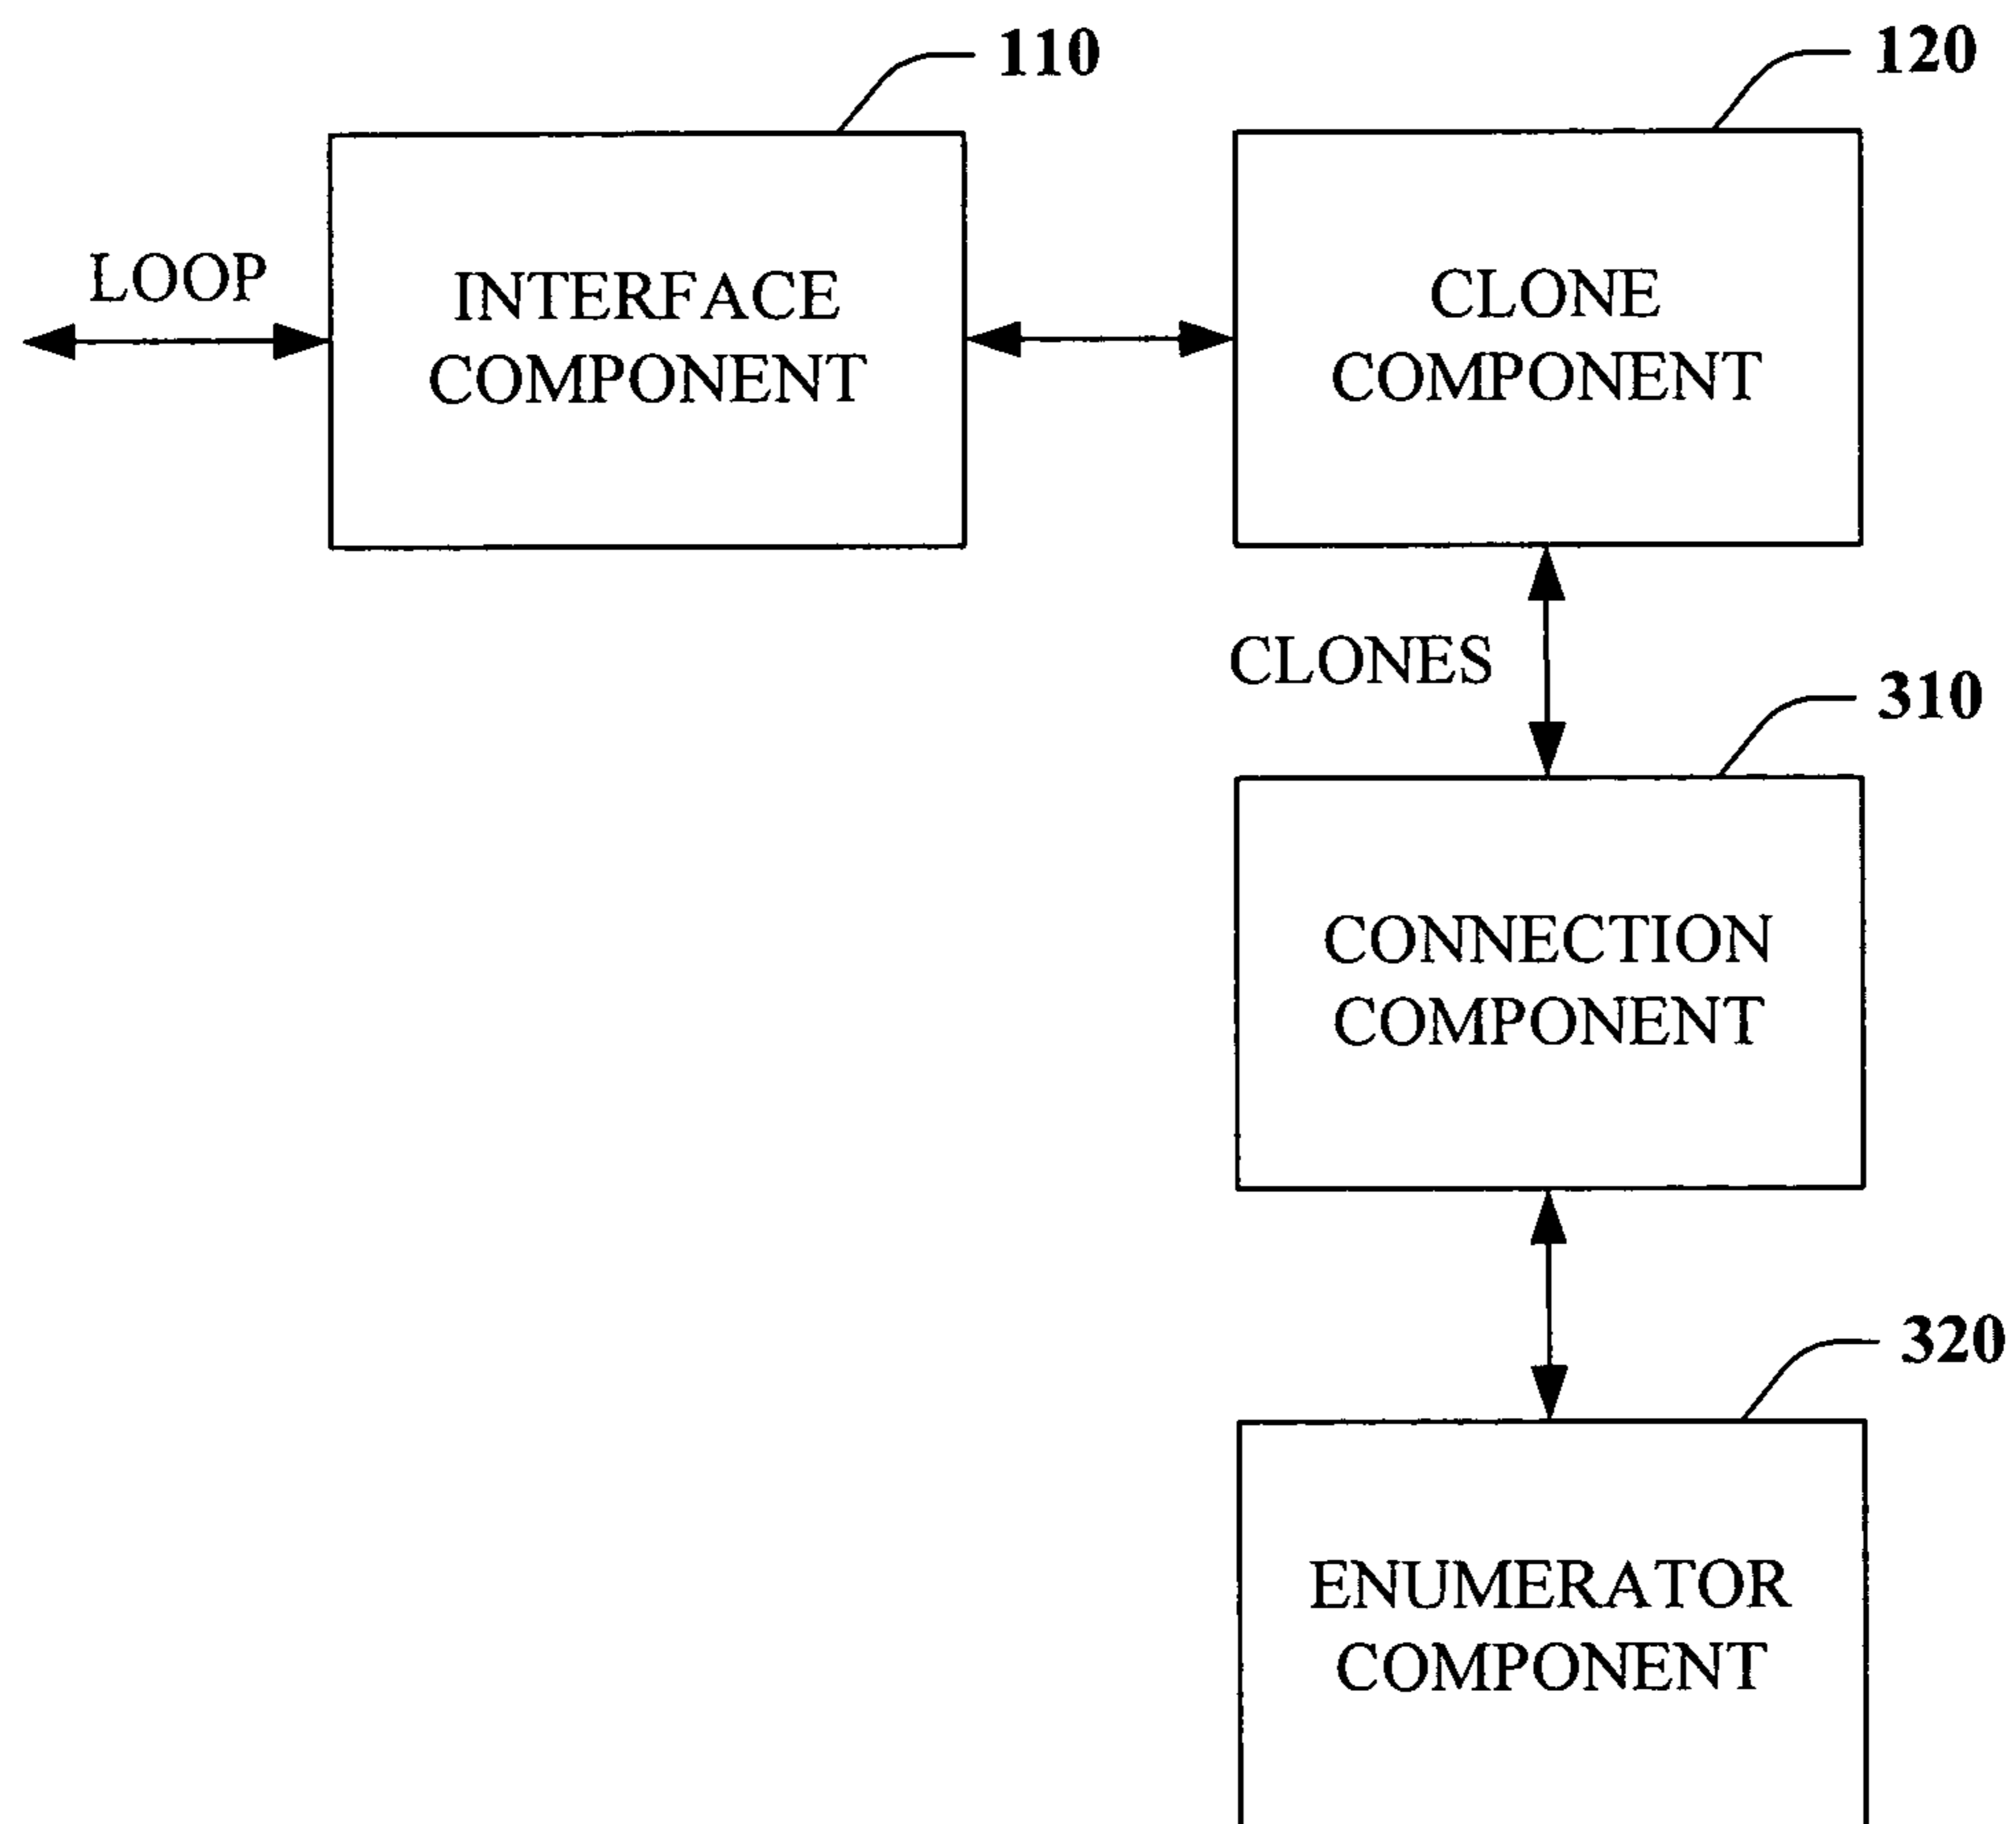 110
120
LOOP
INTERFACE
COMPONENT
CLONE
COMPONENT
CLONES
310
CONNECTION
COMPONENT
320
ENUMERATOR
COMPONENT